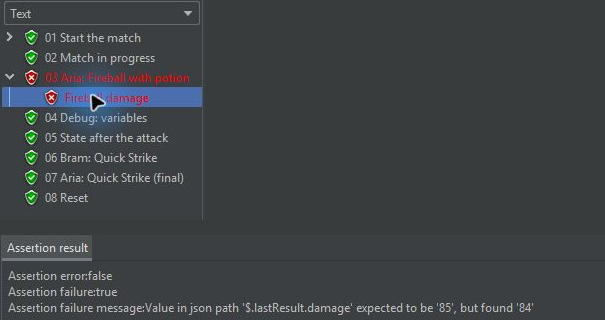 Text
01 Start the match
02 Match in progress
03 Aria: Fireball with potion
Fireball damage
04 Debug: variables
05 State after the attack
06 Bram: Quick Strike
07 Aria: Quick Strike (final)
08 Reset
Assertion result
Assertion error:false
Assertion failure:true
Assertion failure message:Value in json path '$.lastResult.damage' expected to be '85', but found '84'